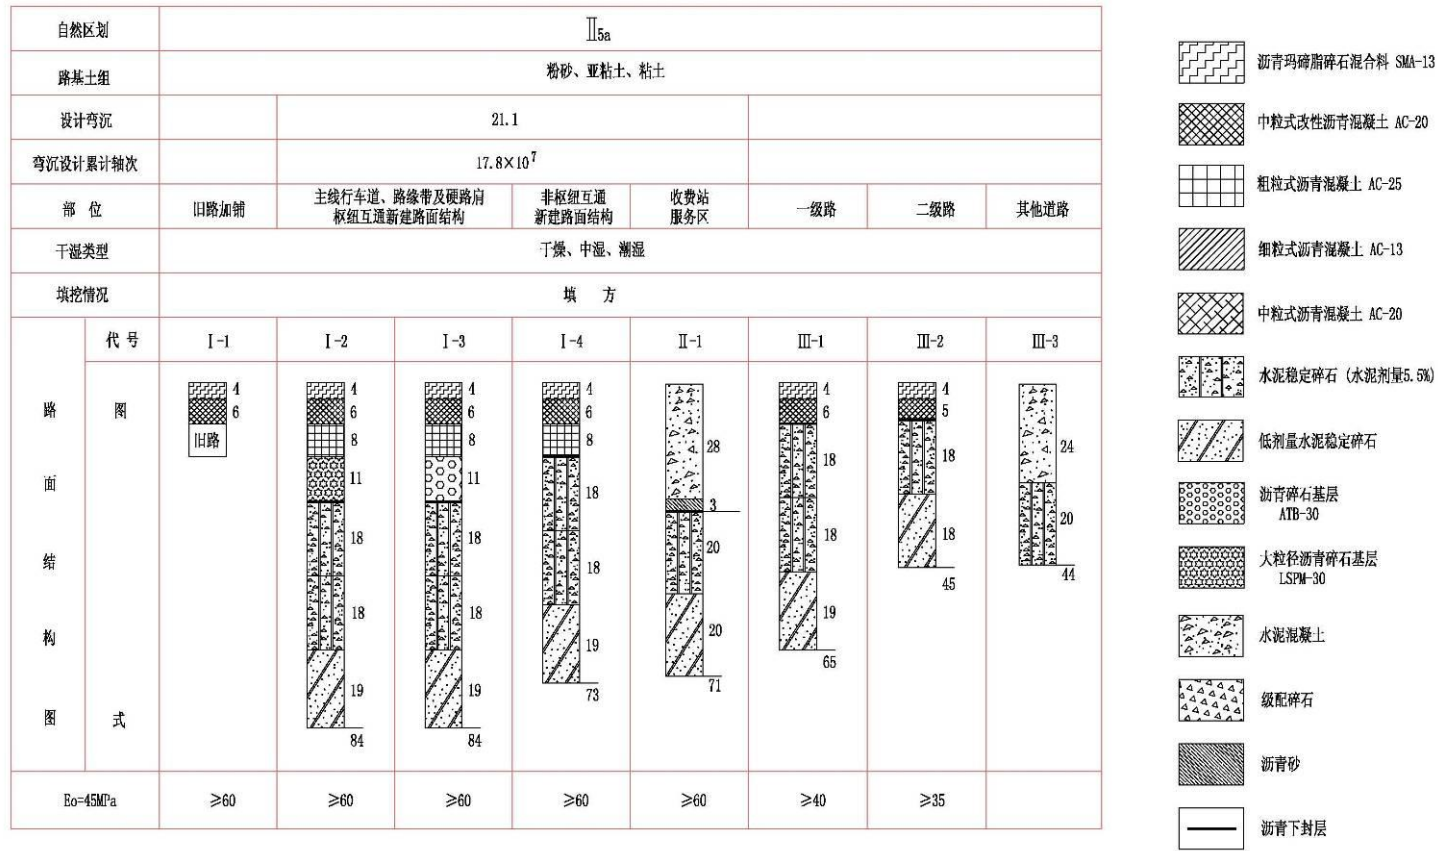 自然区划 Ⅱ5a
路基土组 粉砂、亚粘土、粘土
设计弯沉 21.1
弯沉设计累计轴次 17.8×10⁷
部 位 旧路加铺 主线行车道、路缘带及硬路肩 非枢纽互通 收费站 一级路 二级路 其他道路
枢纽互通新建路面结构 新建路面结构 服务区
干湿类型 干燥、中湿、潮湿
填挖情况 填 方
代 号 Ⅰ-1 Ⅰ-2 Ⅰ-3 Ⅰ-4 Ⅱ-1 Ⅲ-1 Ⅲ-2 Ⅲ-3
路面结构图
图式
4
6
旧路
4
6
8
11
18
18
19
84
4
6
8
11
18
18
19
84
4
6
8
18
18
19
73
28
3
20
20
71
4
6
18
18
19
65
4
5
18
18
45
24
20
44
Eo=45MPa ≥60 ≥60 ≥60 ≥60 ≥60 ≥40 ≥35
沥青玛碲脂碎石混合料 SMA-13
中粒式改性沥青混凝土 AC-20
粗粒式沥青混凝土 AC-25
细粒式沥青混凝土 AC-13
中粒式沥青混凝土 AC-20
水泥稳定碎石 (水泥剂量5.5%)
低剂量水泥稳定碎石
沥青碎石基层
ATB-30
大粒径沥青碎石基层
LSPM-30
水泥混凝土
级配碎石
沥青砂
沥青下封层